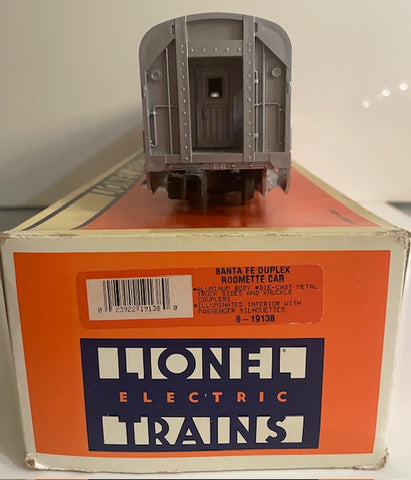 SANTA FE DUPLEX
ROOMETTE CAR
*ALUMINUM BODY *DIE-CAST METAL
TRUCK SIDES AND KNUCKLE
COUPLERS
*ILLUMINATED INTERIOR WITH
PASSENGER SILHOUETTES
6-19138
0 23922 19138 0
LIONEL®
ELECTRIC
TRAINS